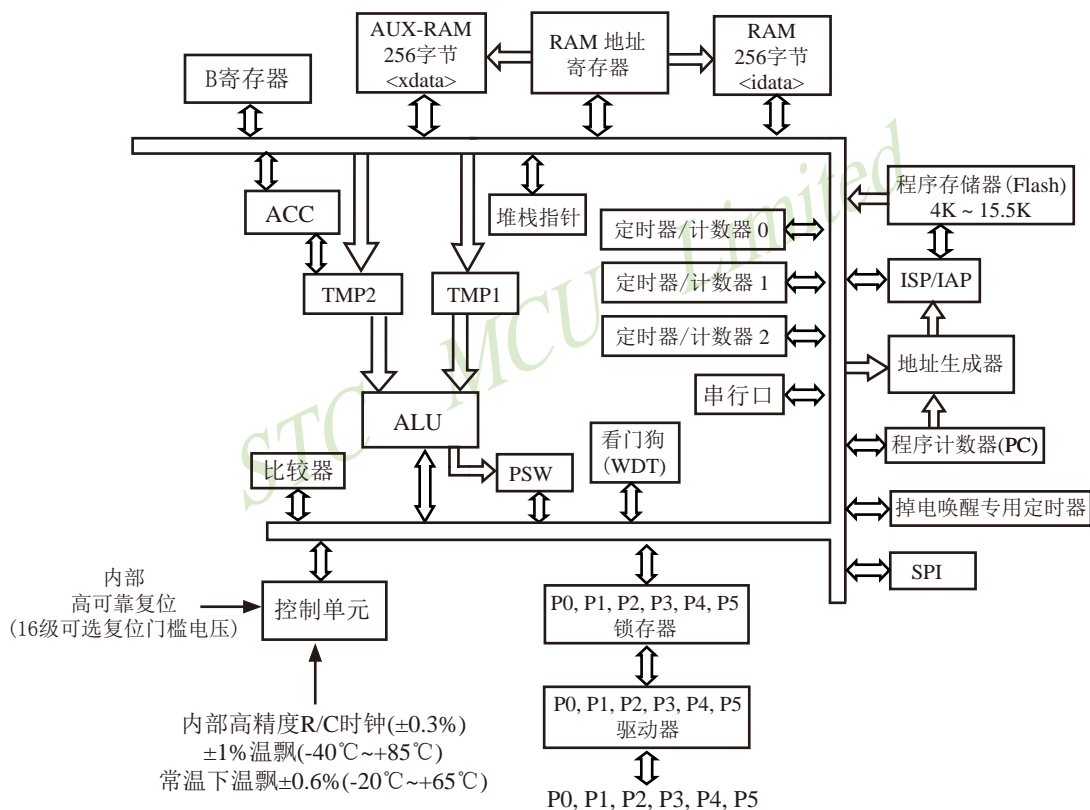 AUX-RAM
256字节
<xdata>
RAM 地址
寄存器
RAM
256字节
<idata>
B寄存器
ACC
堆栈指针
TMP2
TMP1
定时器/计数器 0
定时器/计数器 1
定时器/计数器 2
串行口
程序存储器(Flash)
4K ~ 15.5K
ISP/IAP
地址生成器
程序计数器(PC)
掉电唤醒专用定时器
SPI
ALU
PSW
看门狗
(WDT)
比较器
控制单元
内部
高可靠复位
(16级可选复位门槛电压)
内部高精度R/C时钟(±0.3%)
±1%温飘(-40℃~+85℃)
常温下温飘±0.6%(-20℃~+65℃)
P0, P1, P2, P3, P4, P5
锁存器
P0, P1, P2, P3, P4, P5
驱动器
P0, P1, P2, P3, P4, P5
STC MCU Limited